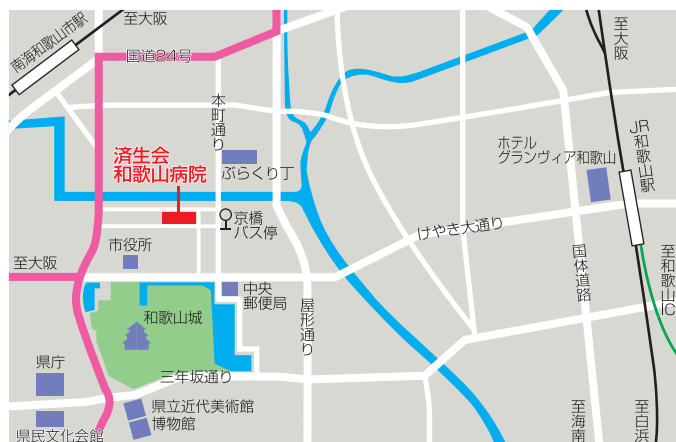 南海和歌山市駅
至大阪
国道24号
至大阪
本町通り
済生会
和歌山病院
ぶらくり丁
ホテル
グランヴィア和歌山
JR和歌山駅
京橋
バス停
けやき大通り
市役所
至大阪
国体道路
至和歌山IC
中央
郵便局
屋形通り
和歌山城
県庁
三年坂通り
県立近代美術館
博物館
県民文化会館
至海南
至白浜